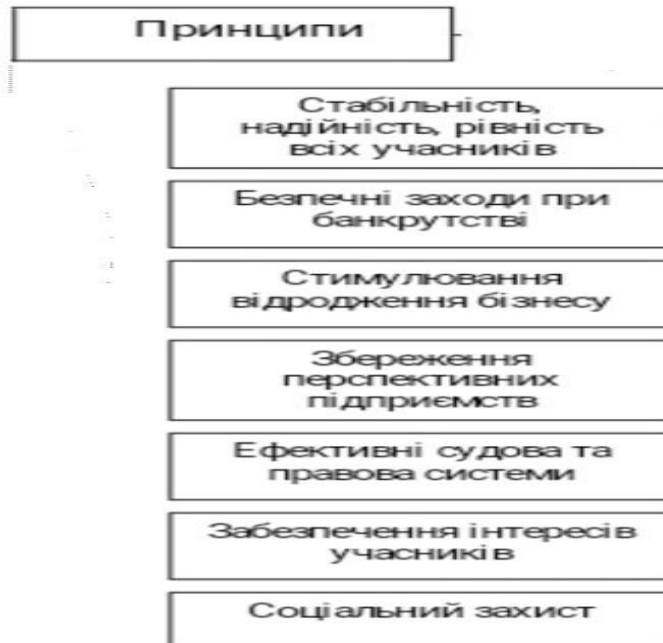 Принципи
Стабільність,
надійність, рівність
всіх учасників
Безпечні заходи при
банкрутстві
Стимулювання
відродження бізнесу
Збереження
перспективних
підприємств
Ефективні судова та
правова системи
Забезпечення інтересів
учасників
Соціальний захист